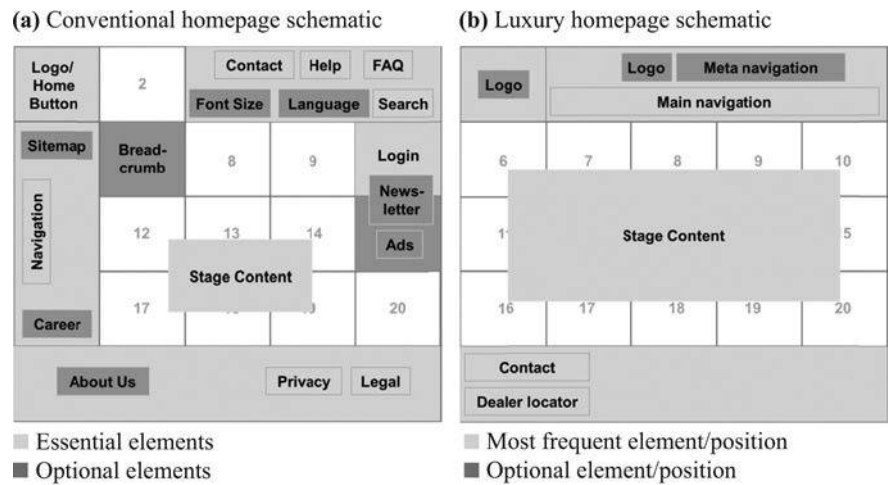 (a) Conventional homepage schematic
Logo/
Home
Button
2
Contact
Help
FAQ
Font Size
Language
Search
Sitemap
Bread-
crumb
8
9
Login
News-
letter
Navigation
12
13
14
Ads
Stage Content
Career
17
20
About Us
Privacy
Legal
Essential elements
Optional elements
(b) Luxury homepage schematic
Logo
Logo
Meta navigation
Main navigation
6
7
8
9
10
Stage Content
16
17
18
19
20
Contact
Dealer locator
Most frequent element/position
Optional element/position